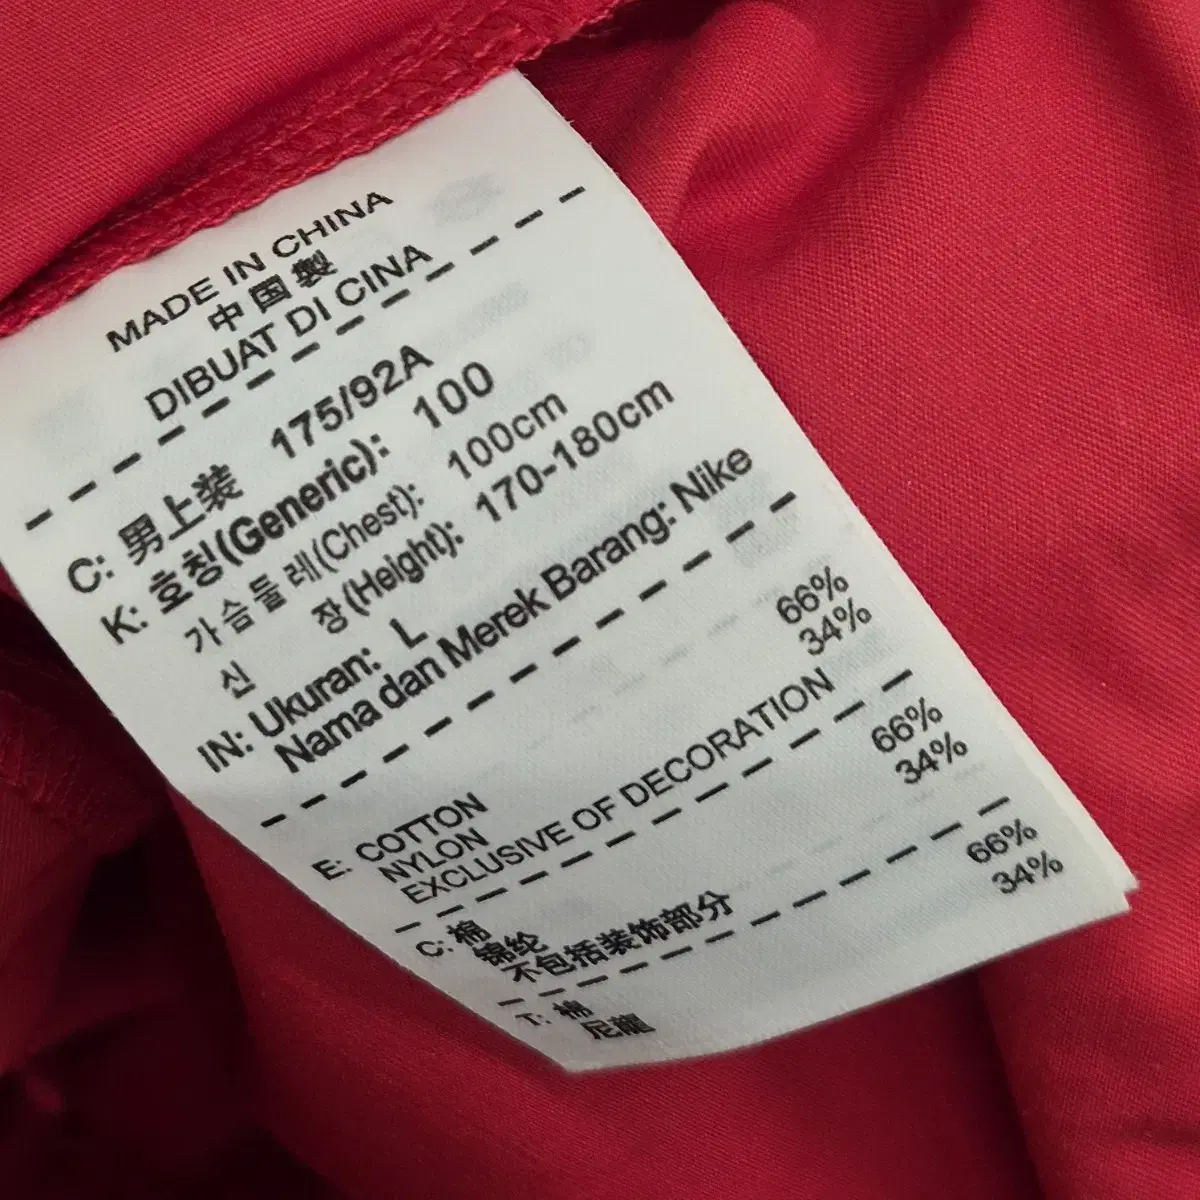 MADE IN CHINA
中国製
DIBUAT DI CINA
C: 男上装 175/92A
K: 호칭(Generic): 100
가슴둘레(Chest): 100cm
신 장(Height): 170-180cm
IN: Ukuran: L
Nama dan Merek Barang: Nike
E: COTTON 66%
NYLON 34%
EXCLUSIVE OF DECORATION
C: 棉 66%
锦纶 34%
不包括装饰部分
T: 棉 66%
尼龍 34%